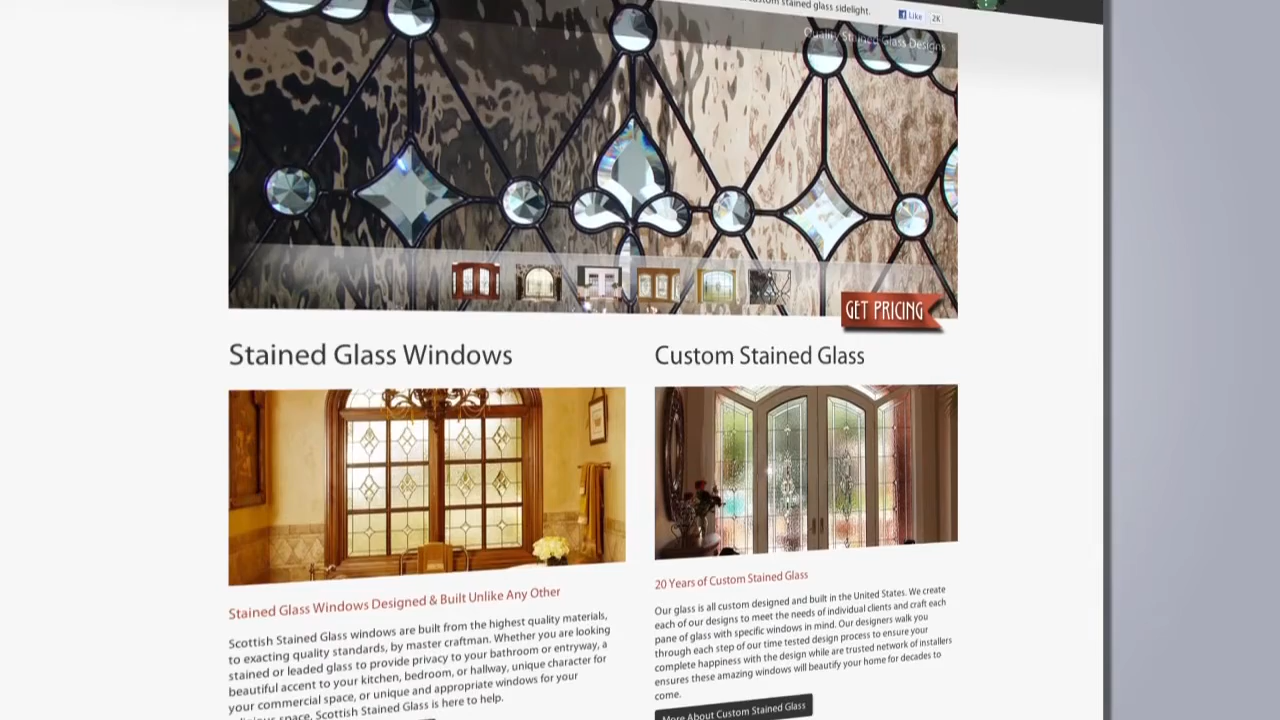 custom stained glass sidelight.
Like 2K
Quality Stained Glass Designs
GET PRICING
Stained Glass Windows
Custom Stained Glass
Stained Glass Windows Designed & Built Unlike Any Other
Scottish Stained Glass windows are built from the highest quality materials,
to exacting quality standards, by master craftman. Whether you are looking
stained or leaded glass to provide privacy to your bathroom or entryway, a
beautiful accent to your kitchen, bedroom, or hallway, unique character for
your commercial space, or unique and appropriate windows for your
space, Scottish Stained Glass is here to help.
20 Years of Custom Stained Glass
Our glass is all custom designed and built in the United States. We create
each of our designs to meet the needs of individual clients and craft each
pane of glass with specific windows in mind. Our designers walk you
through each step of our time tested design process to ensure your
complete happiness with the design while are trusted network of installers
ensures these amazing windows will beautify your home for decades to
come.
More About Custom Stained Glass